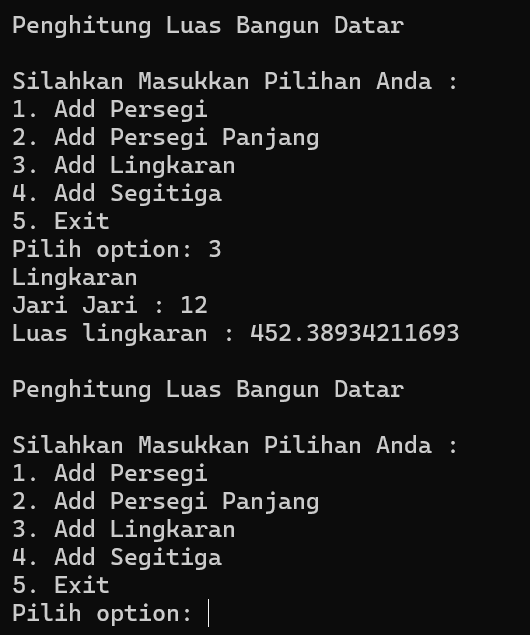 Penghitung Luas Bangun Datar
Silahkan Masukkan Pilihan Anda :
1. Add Persegi
2. Add Persegi Panjang
3. Add Lingkaran
4. Add Segitiga
5. Exit
Pilih option: 3
Lingkaran
Jari Jari : 12
Luas lingkaran : 452.38934211693
Penghitung Luas Bangun Datar
Silahkan Masukkan Pilihan Anda :
1. Add Persegi
2. Add Persegi Panjang
3. Add Lingkaran
4. Add Segitiga
5. Exit
Pilih option: